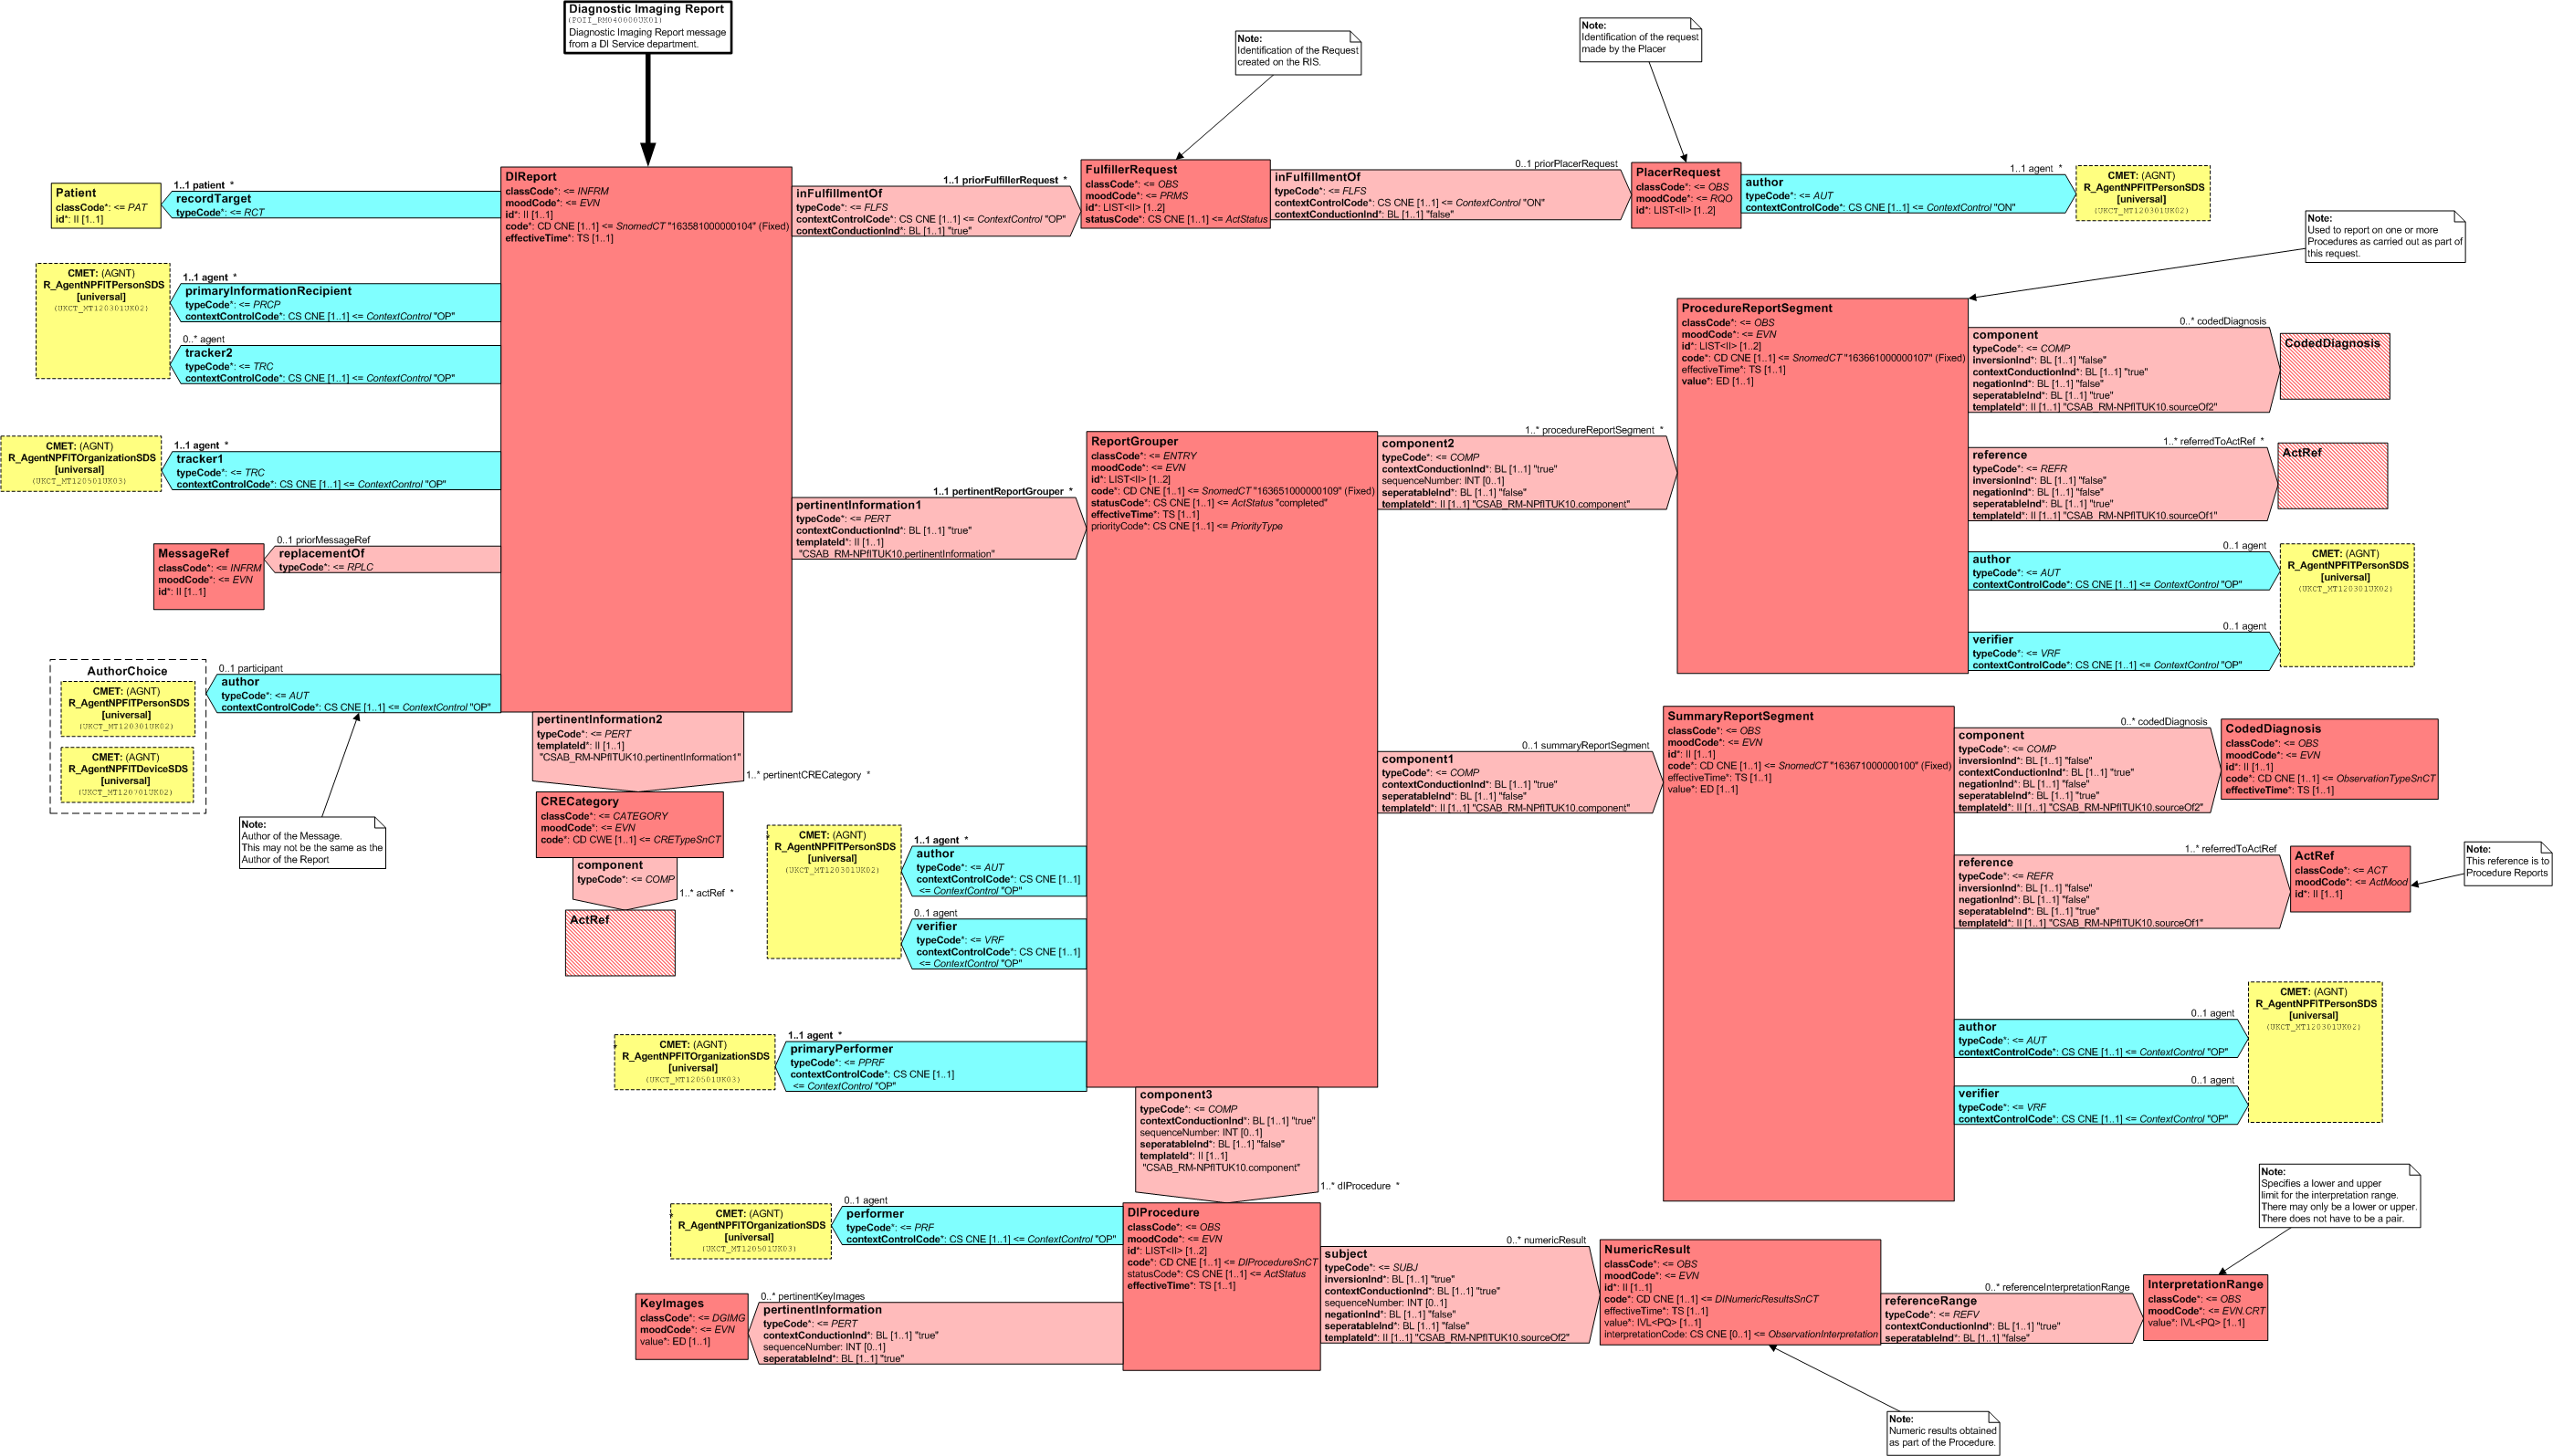 Diagnostic Imaging Report
(POII_RM040000UK01)
Diagnostic Imaging Report message
from a DI Service department.
Note:
Identification of the Request
created on the RIS.
Note:
Identification of the request
made by the Placer
Patient
classCode*: <= PAT
id*: II [1..1]
1..1 patient *
recordTarget
typeCode*: <= RCT
DIReport
classCode*: <= INFRM
moodCode*: <= EVN
id*: II [1..1]
code*: CD CNE [1..1] <= SnomedCT "163581000000104" (Fixed)
effectiveTime*: TS [1..1]
1..1 priorFulfillerRequest *
inFulfillmentOf
typeCode*: <= FLFS
contextControlCode*: CS CNE [1..1] <= ContextControl "OP"
contextConductionInd*: BL [1..1] "true"
FulfillerRequest
classCode*: <= OBS
moodCode*: <= PRMS
id*: LIST<II> [1..2]
statusCode*: CS CNE [1..1] <= ActStatus
0..1 priorPlacerRequest
inFulfillmentOf
typeCode*: <= FLFS
contextControlCode*: CS CNE [1..1] <= ContextControl "ON"
contextConductionInd*: BL [1..1] "false"
PlacerRequest
classCode*: <= OBS
moodCode*: <= RQO
id*: LIST<II> [1..2]
1..1 agent *
author
typeCode*: <= AUT
contextControlCode*: CS CNE [1..1] <= ContextControl "ON"
CMET: (AGNT)
R_AgentNPFITPersonSDS
[universal]
(UKCT_MT120301UK02)
Note:
Used to report on one or more
Procedures as carried out as part of
this request.
CMET: (AGNT)
R_AgentNPFITPersonSDS
[universal]
(UKCT_MT120301UK02)
1..1 agent *
primaryInformationRecipient
typeCode*: <= PRCP
contextControlCode*: CS CNE [1..1] <= ContextControl "OP"
0..* agent
tracker2
typeCode*: <= TRC
contextControlCode*: CS CNE [1..1] <= ContextControl "OP"
CMET: (AGNT)
R_AgentNPFITOrganizationSDS
[universal]
(UKCT_MT120501UK03)
1..1 agent *
tracker1
typeCode*: <= TRC
contextControlCode*: CS CNE [1..1] <= ContextControl "OP"
MessageRef
classCode*: <= INFRM
moodCode*: <= EVN
id*: II [1..1]
0..1 priorMessageRef
replacementOf
typeCode*: <= RPLC
AuthorChoice
CMET: (AGNT)
R_AgentNPFITPersonSDS
[universal]
(UKCT_MT120301UK02)
CMET: (AGNT)
R_AgentNPFITDeviceSDS
[universal]
(UKCT_MT120701UK02)
0..1 participant
author
typeCode*: <= AUT
contextControlCode*: CS CNE [1..1] <= ContextControl "OP"
Note:
Author of the Message.
This may not be the same as the
Author of the Report
1..1 pertinentReportGrouper *
pertinentInformation1
typeCode*: <= PERT
contextConductionInd*: BL [1..1] "true"
templateId*: II [1..1]
"CSAB_RM-NPfITUK10.pertinentInformation"
pertinentInformation2
typeCode*: <= PERT
templateId*: II [1..1]
"CSAB_RM-NPfITUK10.pertinentInformation1"
1..* pertinentCRECategory *
CRECategory
classCode*: <= CATEGORY
moodCode*: <= EVN
code*: CD CWE [1..1] <= CRETypeSnCT
component
typeCode*: <= COMP
1..* actRef *
ActRef
ReportGrouper
classCode*: <= ENTRY
moodCode*: <= EVN
id*: LIST<II> [1..2]
code*: CD CNE [1..1] <= SnomedCT "163651000000109" (Fixed)
statusCode*: CS CNE [1..1] <= ActStatus "completed"
effectiveTime*: TS [1..1]
priorityCode*: CS CNE [1..1] <= PriorityType
1..* procedureReportSegment *
component2
typeCode*: <= COMP
contextConductionInd*: BL [1..1] "true"
sequenceNumber: INT [0..1]
seperatableInd*: BL [1..1] "false"
templateId*: II [1..1] "CSAB_RM-NPfITUK10.component"
ProcedureReportSegment
classCode*: <= OBS
moodCode*: <= EVN
id*: LIST<II> [1..2]
code*: CD CNE [1..1] <= SnomedCT "163661000000107" (Fixed)
effectiveTime*: TS [1..1]
value*: ED [1..1]
0..* codedDiagnosis
component
typeCode*: <= COMP
inversionInd*: BL [1..1] "false"
contextConductionInd*: BL [1..1] "true"
negationInd*: BL [1..1] "false"
seperatableInd*: BL [1..1] "true"
templateId*: II [1..1] "CSAB_RM-NPfITUK10.sourceOf2"
CodedDiagnosis
1..* referredToActRef *
reference
typeCode*: <= REFR
inversionInd*: BL [1..1] "false"
negationInd*: BL [1..1] "false"
seperatableInd*: BL [1..1] "true"
templateId*: II [1..1] "CSAB_RM-NPfITUK10.sourceOf1"
ActRef
0..1 agent
author
typeCode*: <= AUT
contextControlCode*: CS CNE [1..1] <= ContextControl "OP"
CMET: (AGNT)
R_AgentNPFITPersonSDS
[universal]
(UKCT_MT120301UK02)
0..1 agent
verifier
typeCode*: <= VRF
contextControlCode*: CS CNE [1..1] <= ContextControl "OP"
0..1 summaryReportSegment
component1
typeCode*: <= COMP
contextConductionInd*: BL [1..1] "true"
seperatableInd*: BL [1..1] "false"
templateId*: II [1..1] "CSAB_RM-NPfITUK10.component"
SummaryReportSegment
classCode*: <= OBS
moodCode*: <= EVN
id*: II [1..1]
code*: CD CNE [1..1] <= SnomedCT "163671000000100" (Fixed)
effectiveTime*: TS [1..1]
value*: ED [1..1]
0..* codedDiagnosis
component
typeCode*: <= COMP
inversionInd*: BL [1..1] "false"
contextConductionInd*: BL [1..1] "true"
negationInd*: BL [1..1] "false"
seperatableInd*: BL [1..1] "true"
templateId*: II [1..1] "CSAB_RM-NPfITUK10.sourceOf2"
CodedDiagnosis
classCode*: <= OBS
moodCode*: <= EVN
id*: II [1..1]
code*: CD CNE [1..1] <= ObservationTypeSnCT
effectiveTime*: TS [1..1]
1..* referredToActRef *
reference
typeCode*: <= REFR
inversionInd*: BL [1..1] "false"
negationInd*: BL [1..1] "false"
seperatableInd*: BL [1..1] "true"
templateId*: II [1..1] "CSAB_RM-NPfITUK10.sourceOf1"
ActRef
classCode*: <= ACT
moodCode*: <= ActMood
id*: II [1..1]
Note:
This reference is to
Procedure Reports
0..1 agent
author
typeCode*: <= AUT
contextControlCode*: CS CNE [1..1] <= ContextControl "OP"
CMET: (AGNT)
R_AgentNPFITPersonSDS
[universal]
(UKCT_MT120301UK02)
0..1 agent
verifier
typeCode*: <= VRF
contextControlCode*: CS CNE [1..1] <= ContextControl "OP"
CMET: (AGNT)
R_AgentNPFITPersonSDS
[universal]
(UKCT_MT120301UK02)
1..1 agent *
author
typeCode*: <= AUT
contextControlCode*: CS CNE [1..1]
<= ContextControl "OP"
0..1 agent
verifier
typeCode*: <= VRF
contextControlCode*: CS CNE [1..1]
<= ContextControl "OP"
CMET: (AGNT)
R_AgentNPFITOrganizationSDS
[universal]
(UKCT_MT120501UK03)
1..1 agent *
primaryPerformer
typeCode*: <= PPRF
contextControlCode*: CS CNE [1..1]
<= ContextControl "OP"
component3
typeCode*: <= COMP
contextConductionInd*: BL [1..1] "true"
sequenceNumber: INT [0..1]
seperatableInd*: BL [1..1] "false"
templateId*: II [1..1]
"CSAB_RM-NPfITUK10.component"
1..* dIProcedure *
CMET: (AGNT)
R_AgentNPFITOrganizationSDS
[universal]
(UKCT_MT120501UK03)
0..1 agent
performer
typeCode*: <= PRF
contextControlCode*: CS CNE [1..1] <= ContextControl "OP"
DIProcedure
classCode*: <= OBS
moodCode*: <= EVN
id*: LIST<II> [1..2]
code*: CD CNE [1..1] <= DIProcedureSnCT
statusCode*: CS CNE [1..1] <= ActStatus
effectiveTime*: TS [1..1]
KeyImages
classCode*: <= DGIMG
moodCode*: <= EVN
value*: ED [1..1]
0..* pertinentKeyImages
pertinentInformation
typeCode*: <= PERT
contextConductionInd*: BL [1..1] "true"
sequenceNumber: INT [0..1]
seperatableInd*: BL [1..1] "true"
0..* numericResult
subject
typeCode*: <= SUBJ
inversionInd*: BL [1..1] "true"
contextConductionInd*: BL [1..1] "true"
sequenceNumber: INT [0..1]
negationInd*: BL [1..1] "false"
seperatableInd*: BL [1..1] "false"
templateId*: II [1..1] "CSAB_RM-NPfITUK10.sourceOf2"
NumericResult
classCode*: <= OBS
moodCode*: <= EVN
id*: II [1..1]
code*: CD CNE [1..1] <= DINumericResultsSnCT
effectiveTime*: TS [1..1]
value*: IVL<PQ> [1..1]
interpretationCode: CS CNE [0..1] <= ObservationInterpretation
0..* referenceInterpretationRange
referenceRange
typeCode*: <= REFV
contextConductionInd*: BL [1..1] "true"
seperatableInd*: BL [1..1] "false"
InterpretationRange
classCode*: <= OBS
moodCode*: <= EVN.CRT
value*: IVL<PQ> [1..1]
Note:
Specifies a lower and upper
limit for the interpretation range.
There may only be a lower or upper.
There does not have to be a pair.
Note:
Numeric results obtained
as part of the Procedure.